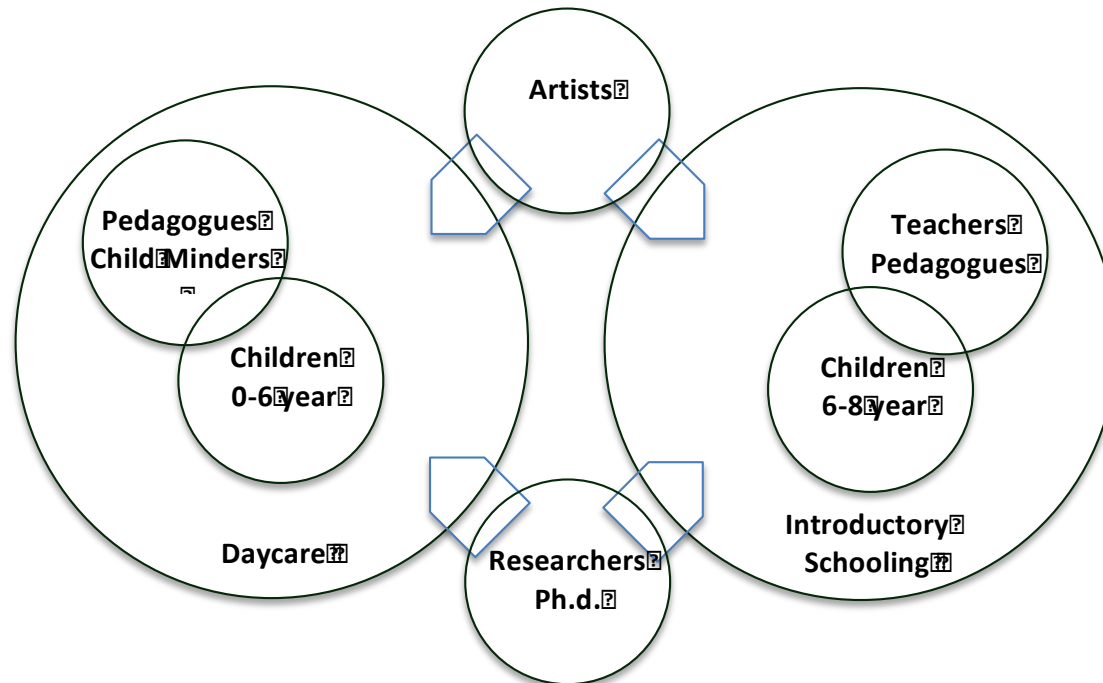 Artists
Pedagogues
Child Minders
Children
0-6 year
Daycare
Teachers
Pedagogues
Children
6-8 year
Introductory
Schooling
Researchers
Ph.d.